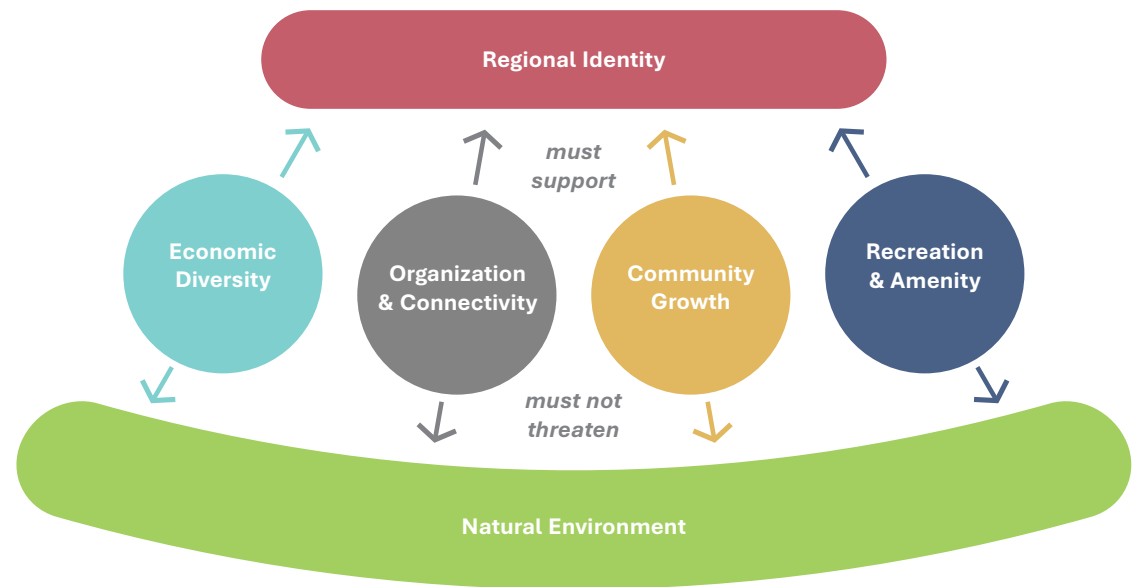 Regional Identity
must
support
Economic
Diversity
Organization
& Connectivity
Community
Growth
Recreation
& Amenity
must not
threaten
Natural Environment